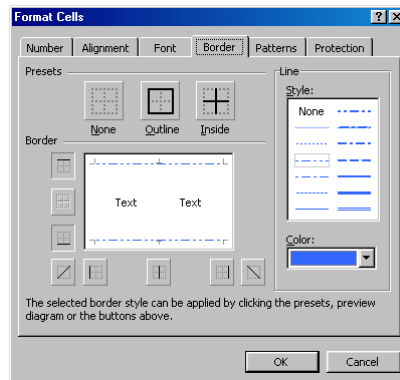 Format Cells
Number Alignment Font Border Patterns Protection
Presets
None Outline Inside
Border
Text Text
Line
Style:
None
Color:
The selected border style can be applied by clicking the presets, preview
diagram or the buttons above.
OK Cancel